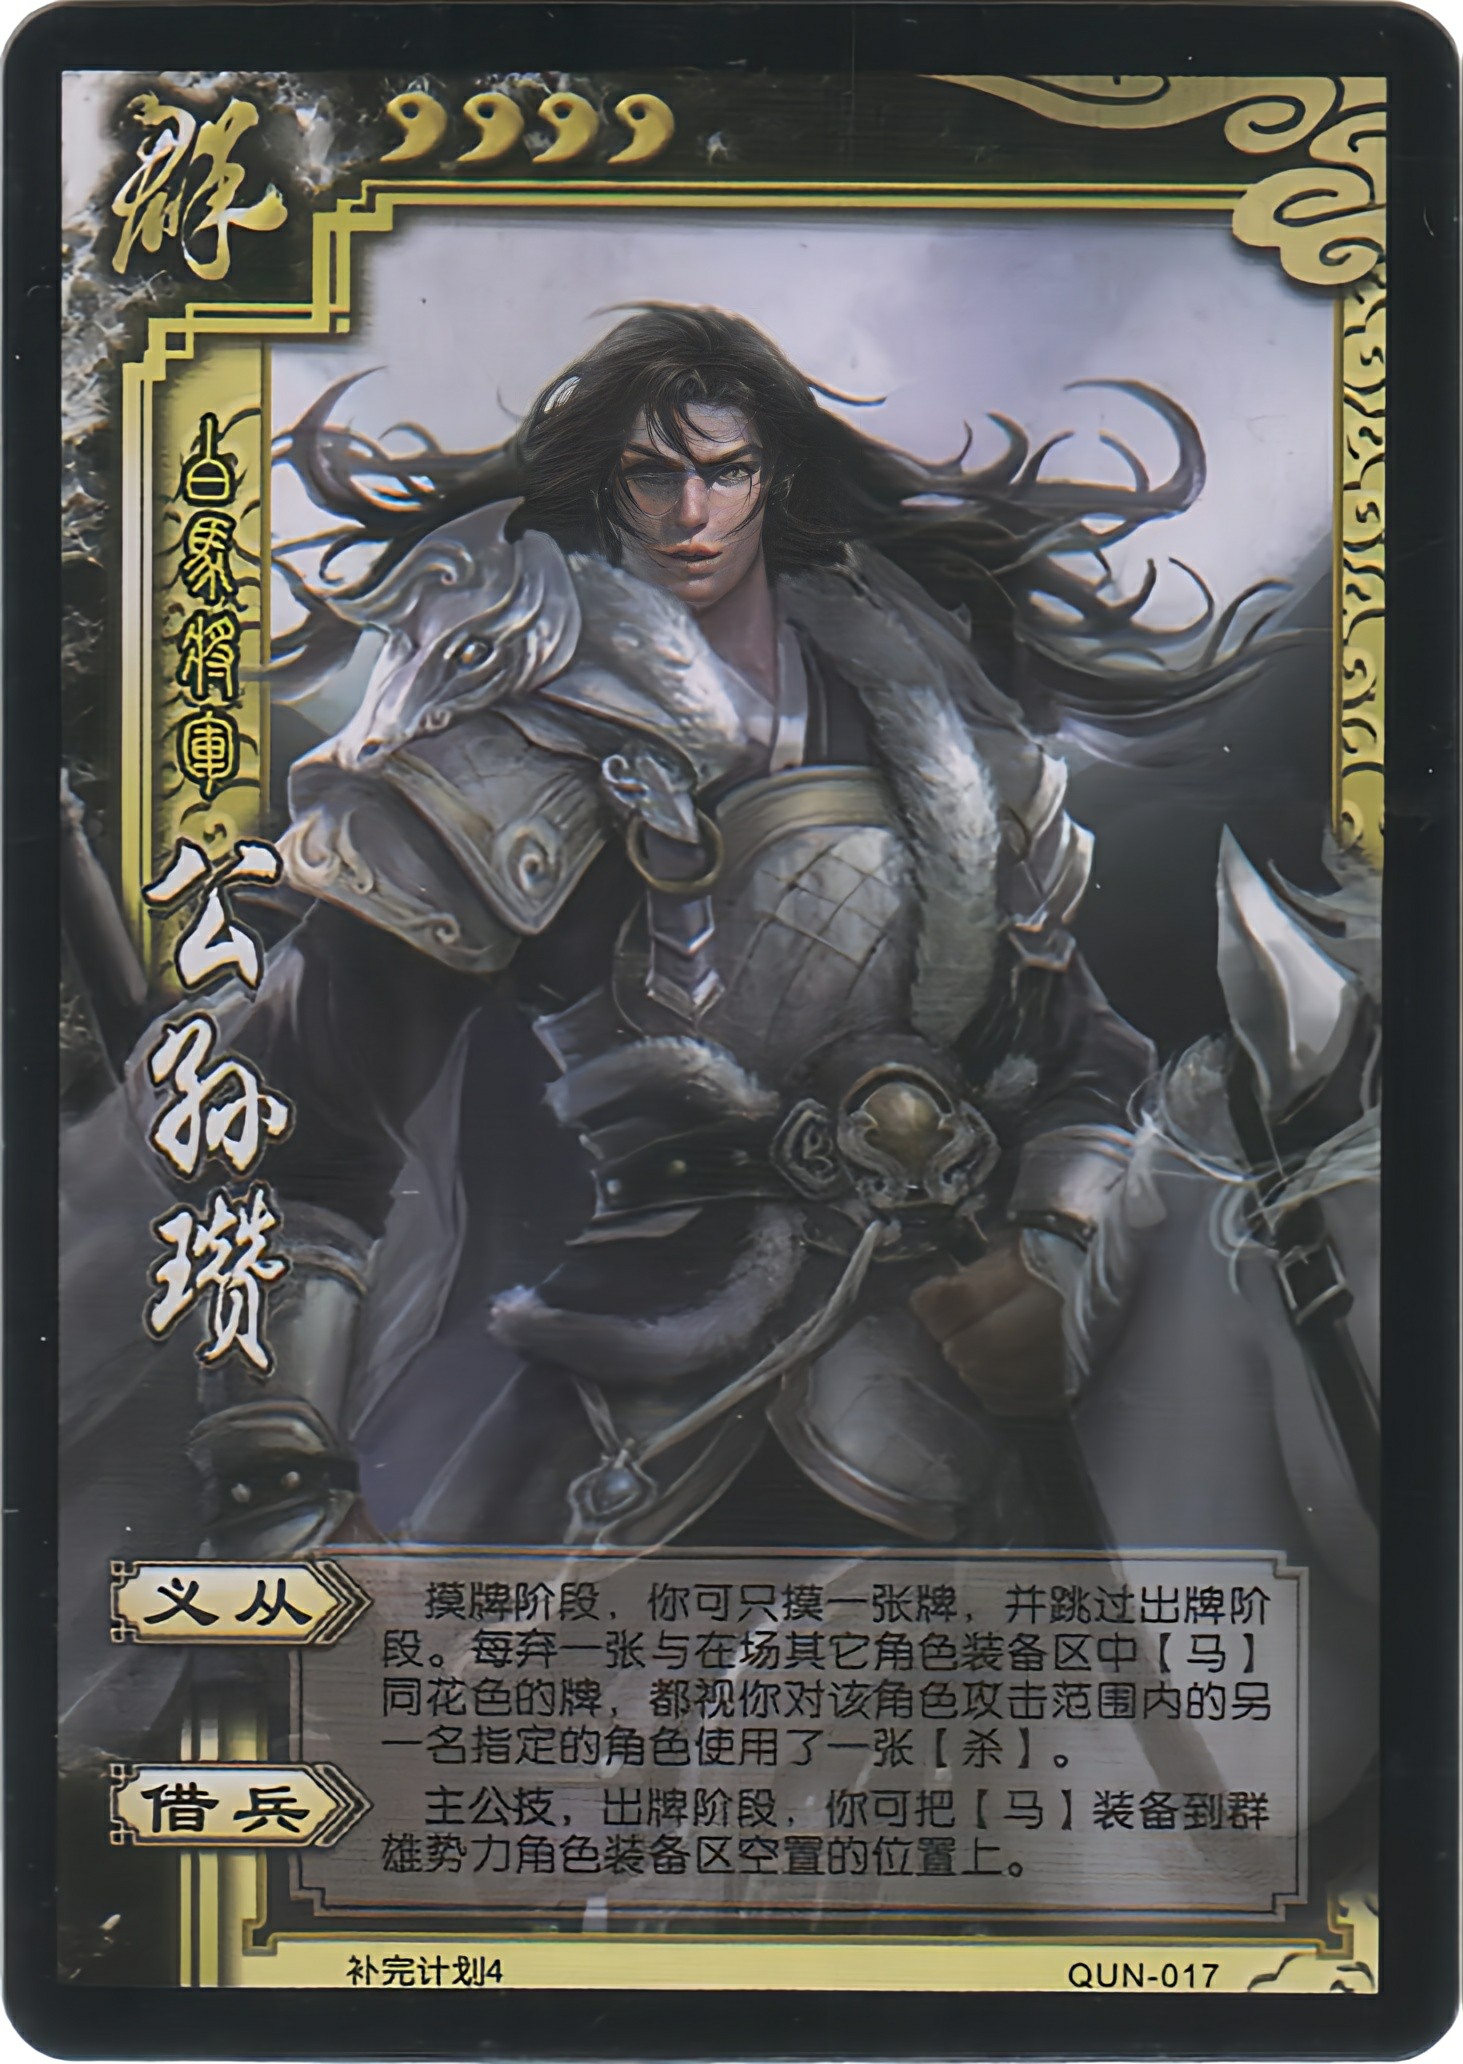 群
白馬将軍
公孙瓒
义从
摸牌阶段，你可只摸一张牌，并跳过出牌阶
段。每弃一张与在场其它角色装备区中【马】
同花色的牌，都视你对该角色攻击范围内的另
一名指定的角色使用了一张【杀】。
借兵
主公技，出牌阶段，你可把【马】装备到群
雄势力角色装备区空置的位置上。
补完计划4
QUN-017